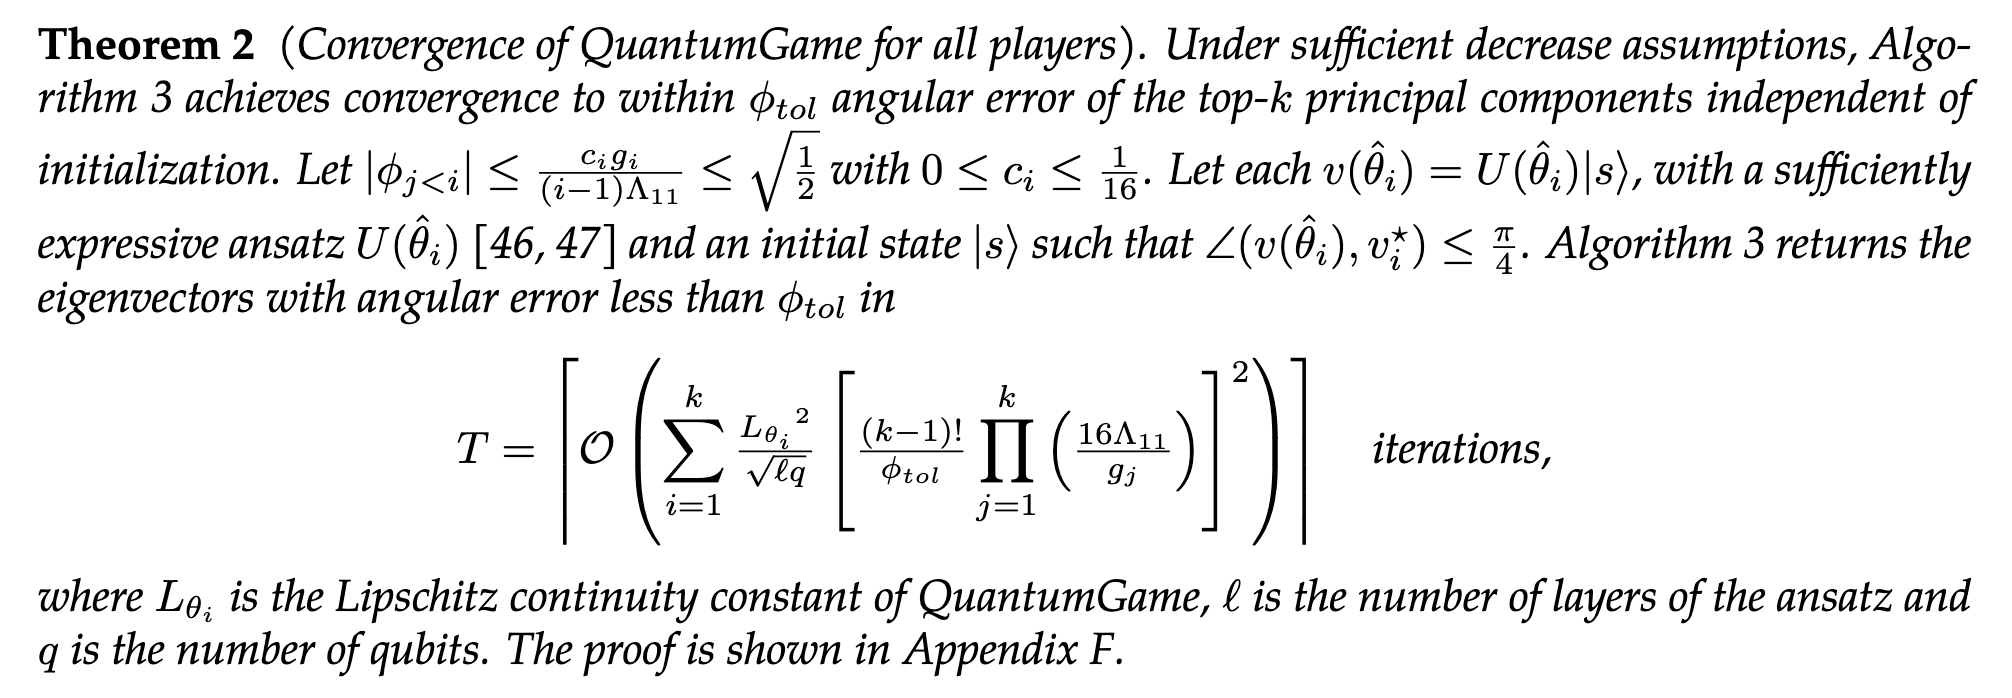 Theorem 2 (Convergence of QuantumGame for all players). Under sufficient decrease assumptions, Algo-
rithm 3 achieves convergence to within $\phi_{tol}$ angular error of the top-$k$ principal components independent of
initialization. Let $|\phi_{j<i}| \leq \frac{c_i g_i}{(i-1)\Lambda_{11}} \leq \sqrt{\frac{1}{2}}$ with $0 \leq c_i \leq \frac{1}{16}$. Let each $v(\hat{\theta}_i) = U(\hat{\theta}_i)|s\rangle$, with a sufficiently
expressive ansatz $U(\hat{\theta}_i)$ [46, 47] and an initial state $|s\rangle$ such that $\angle(v(\hat{\theta}_i), v_i^\star) \leq \frac{\pi}{4}$. Algorithm 3 returns the
eigenvectors with angular error less than $\phi_{tol}$ in
$T = \left\lceil \mathcal{O}\left( \sum_{i=1}^{k} \frac{{L_{\theta_i}}^2}{\sqrt{\ell q}} \left[ \frac{(k-1)!}{\phi_{tol}} \prod_{j=1}^{k} \left( \frac{16\Lambda_{11}}{g_j} \right) \right]^2 \right) \right\rceil$ iterations,
where $L_{\theta_i}$ is the Lipschitz continuity constant of QuantumGame, $\ell$ is the number of layers of the ansatz and
$q$ is the number of qubits. The proof is shown in Appendix F.